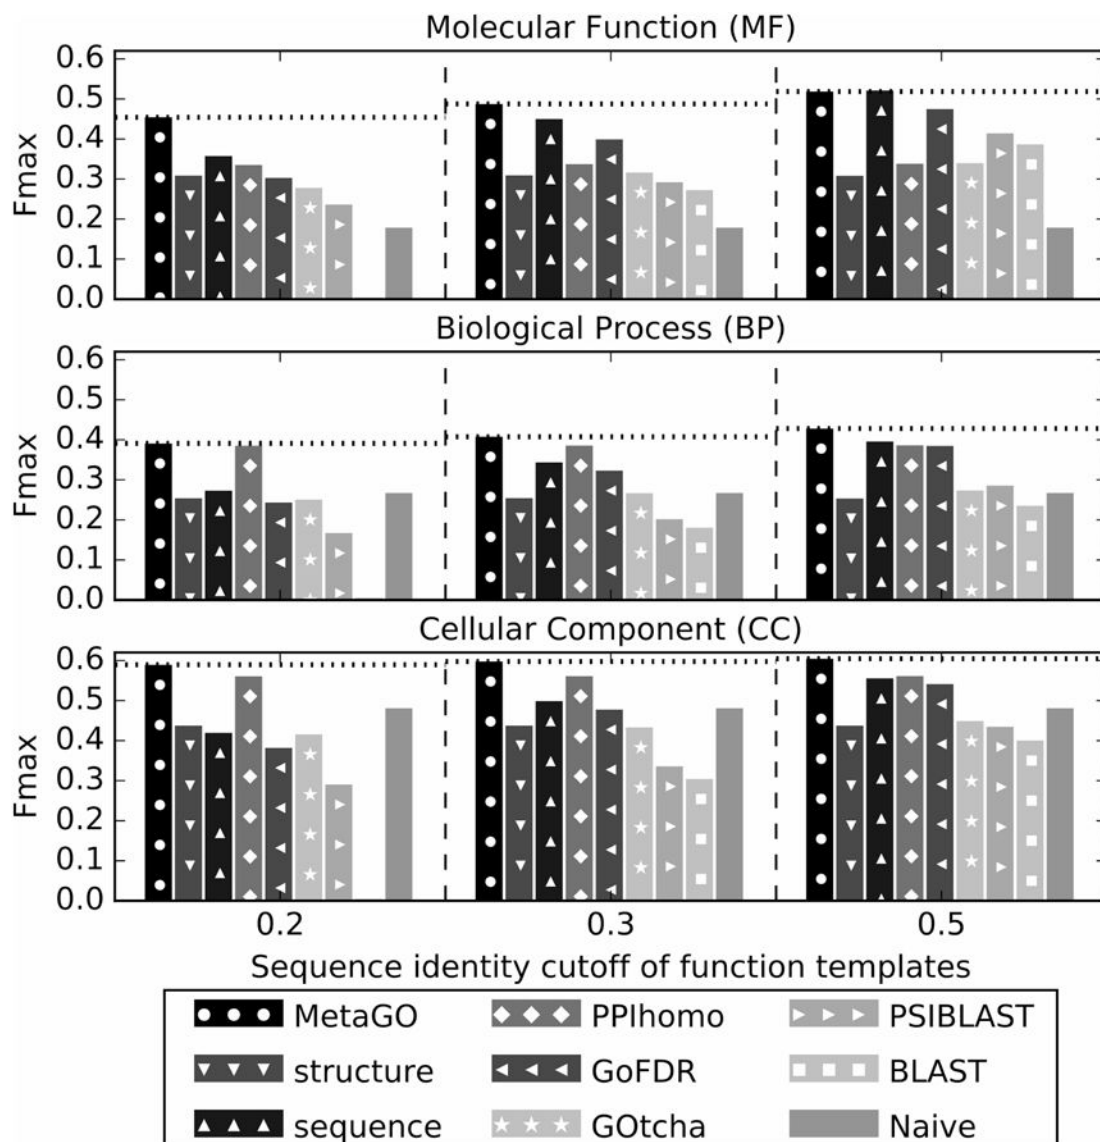 Molecular Function (MF)
0.6
0.5
0.4
0.3
0.2
0.1
0.0
Fmax
Biological Process (BP)
0.6
0.5
0.4
0.3
0.2
0.1
0.0
Fmax
Cellular Component (CC)
0.6
0.5
0.4
0.3
0.2
0.1
0.0
Fmax
0.2 0.3 0.5
Sequence identity cutoff of function templates
MetaGO PPIhomo PSIBLAST
structure GoFDR BLAST
sequence GOtcha Naive